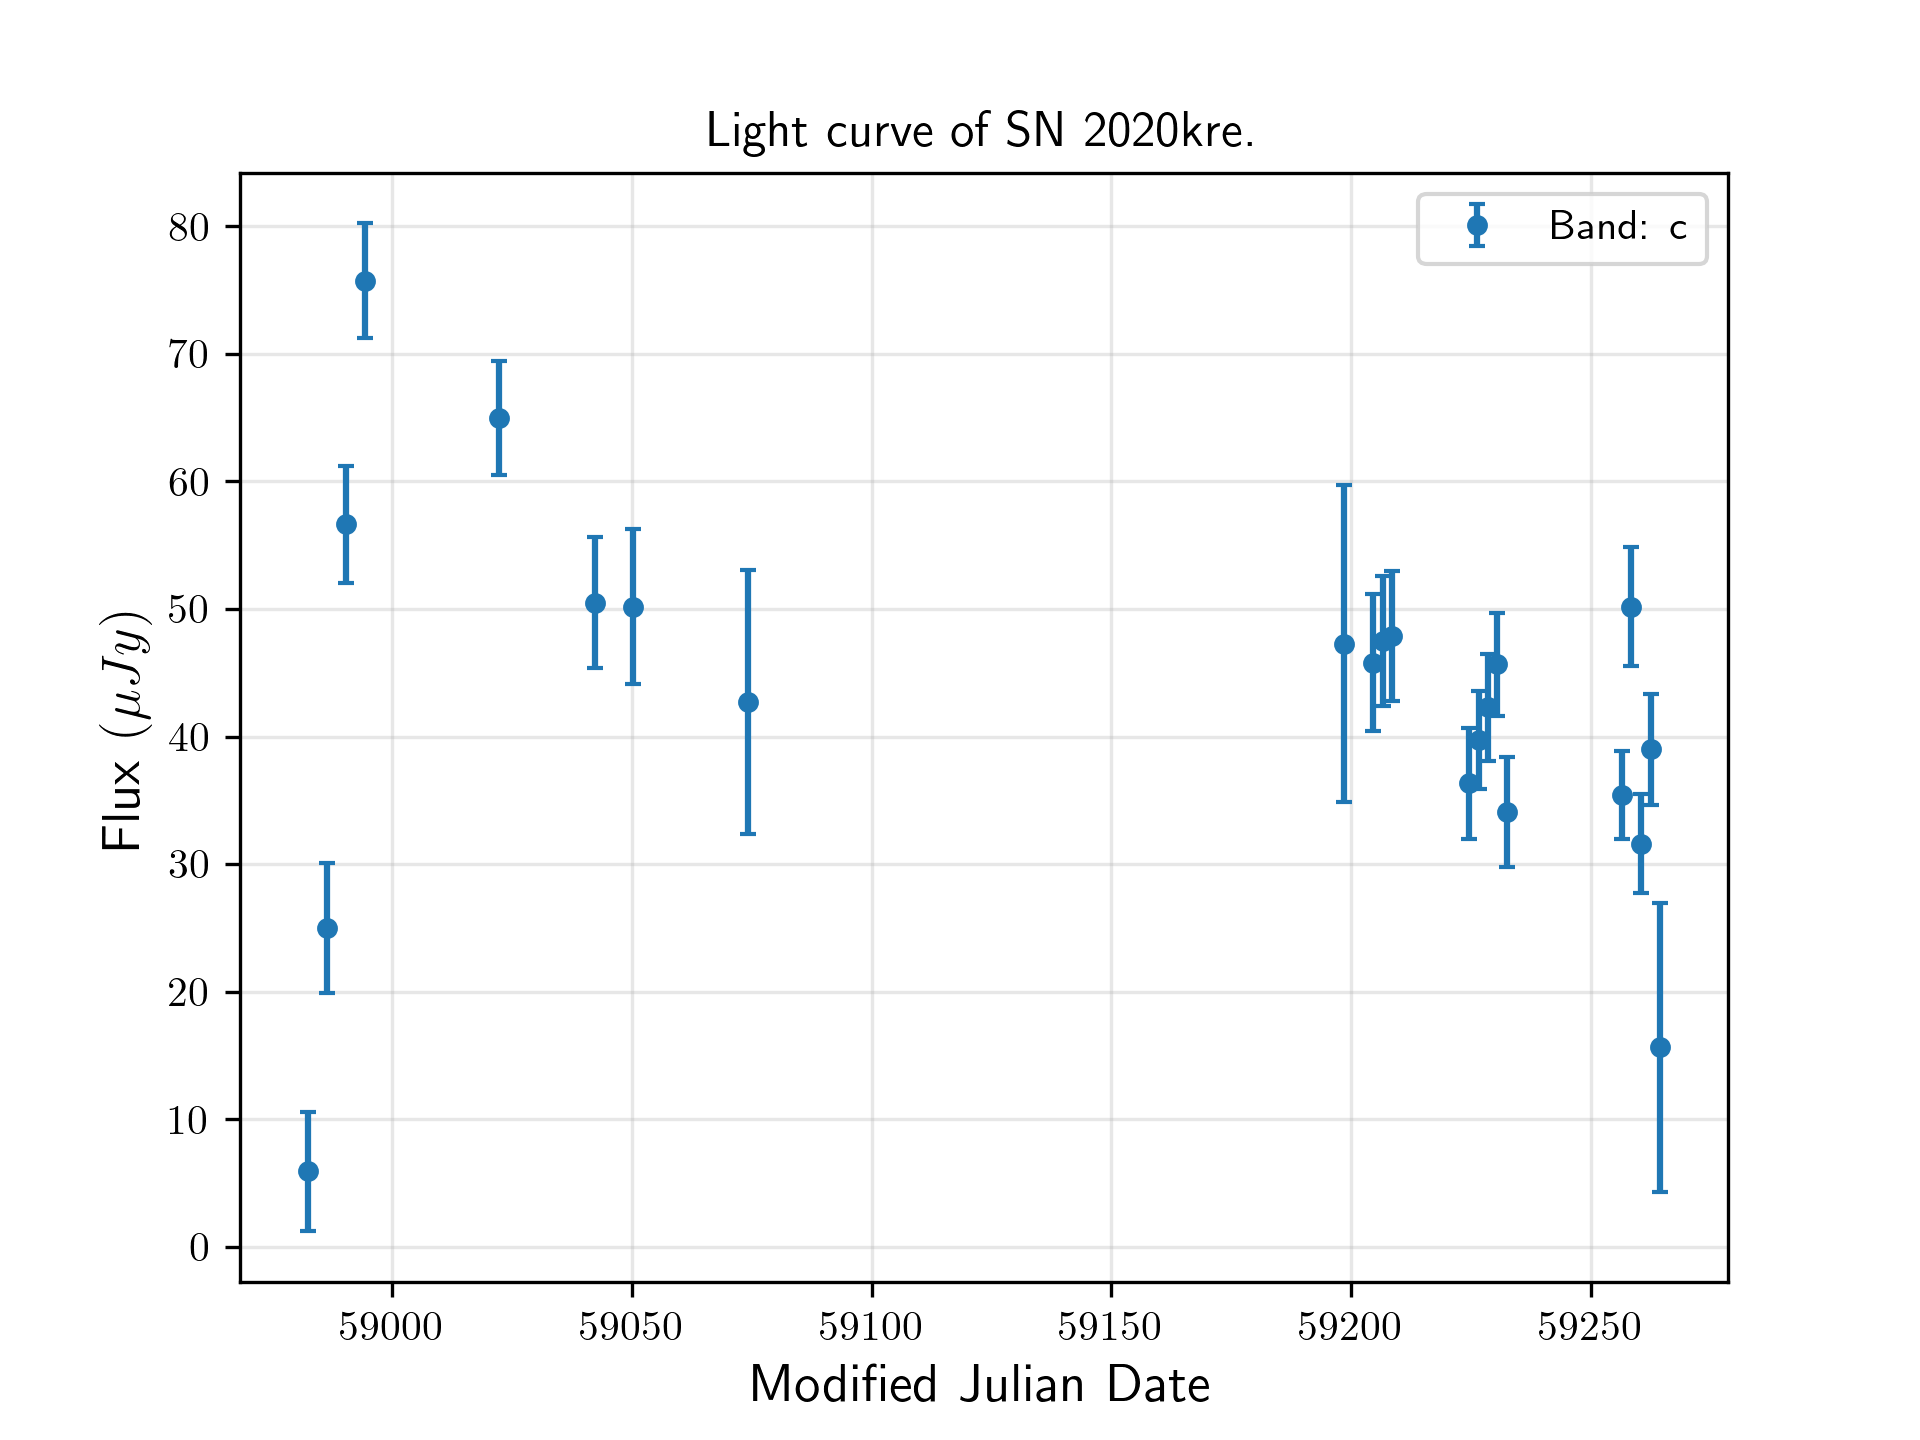 Light curve of SN 2020kre.
Band: c
80
70
60
50
40
30
20
10
0
Flux (μJy)
59000 59050 59100 59150 59200 59250
Modified Julian Date